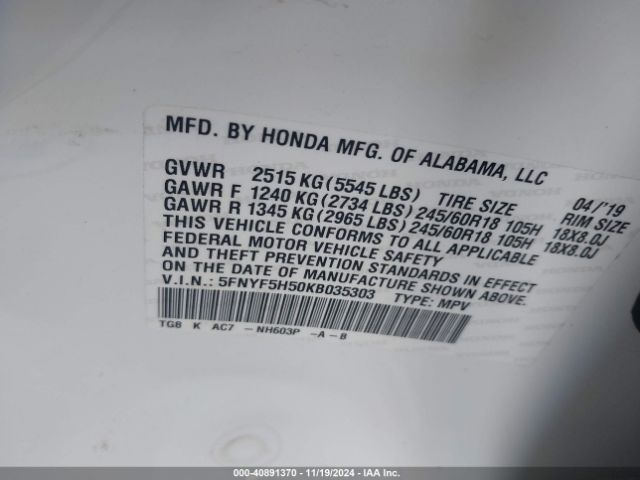 MFD. BY HONDA MFG. OF ALABAMA, LLC
GVWR 2515 KG (5545 LBS) TIRE SIZE 04/'19 RIM SIZE
GAWR F 1240 KG (2734 LBS) 245/60R18 105H 18X8.0J
GAWR R 1345 KG (2965 LBS) 245/60R18 105H 18X8.0J
THIS VEHICLE CONFORMS TO ALL APPLICABLE
FEDERAL MOTOR VEHICLE SAFETY
AND THEFT PREVENTION STANDARDS IN EFFECT
ON THE DATE OF MANUFACTURE SHOWN ABOVE.
V.I.N.: 5FNYF5H50KB035303 TYPE: MPV
TG8 K AC7 - NH603P -A - B
000-40891370 | 11/19/2024 - IAA Inc.